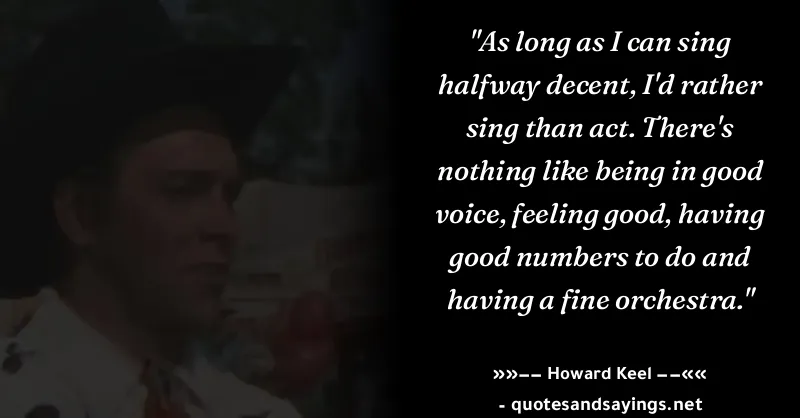 "As long as I can sing
halfway decent, I'd rather
sing than act. There's
nothing like being in good
voice, feeling good, having
good numbers to do and
having a fine orchestra."
»»−− Howard Keel −−««
- quotesandsayings.net